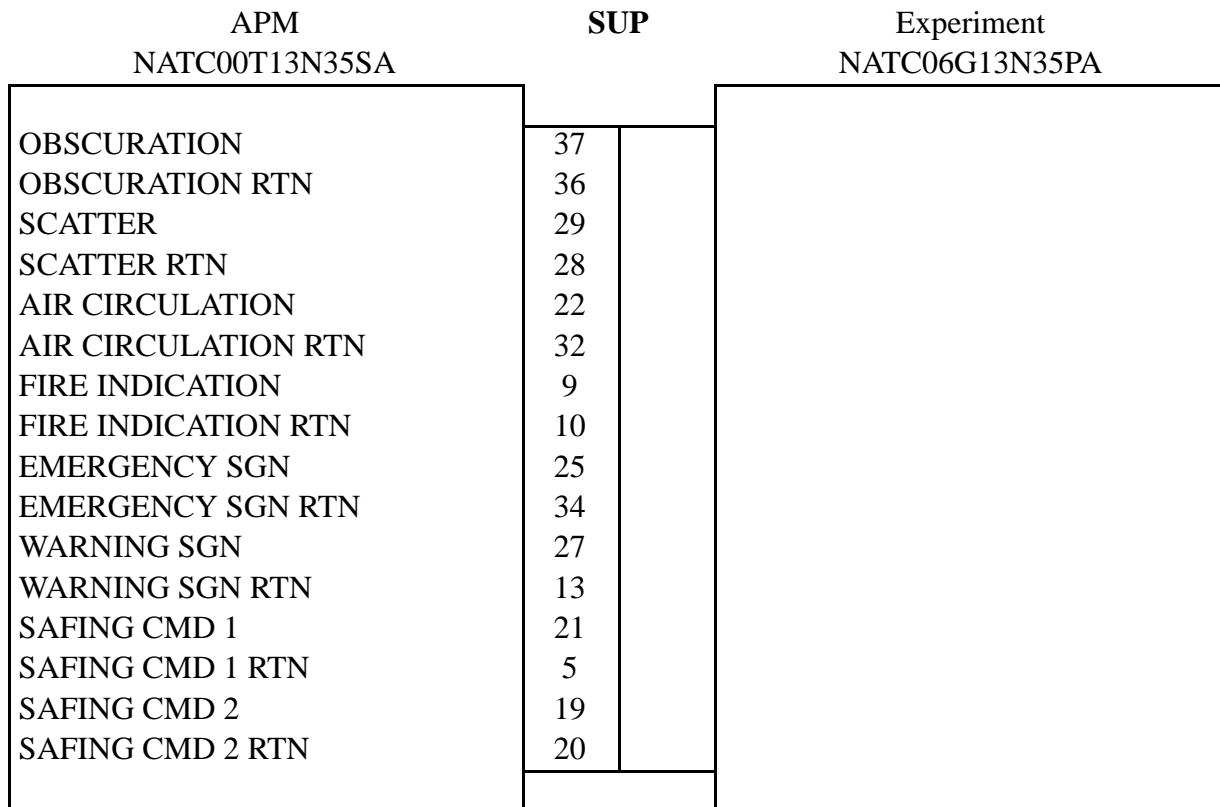 APM SUP Experiment
NATC00T13N35SA NATC06G13N35PA
OBSCURATION 37
OBSCURATION RTN 36
SCATTER 29
SCATTER RTN 28
AIR CIRCULATION 22
AIR CIRCULATION RTN 32
FIRE INDICATION 9
FIRE INDICATION RTN 10
EMERGENCY SGN 25
EMERGENCY SGN RTN 34
WARNING SGN 27
WARNING SGN RTN 13
SAFING CMD 1 21
SAFING CMD 1 RTN 5
SAFING CMD 2 19
SAFING CMD 2 RTN 20